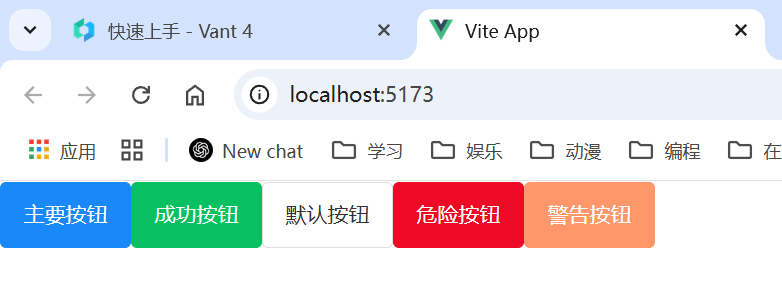 快速上手 - Vant 4
Vite App
localhost:5173
应用 New chat 学习 娱乐 动漫 编程 在
主要按钮 成功按钮 默认按钮 危险按钮 警告按钮